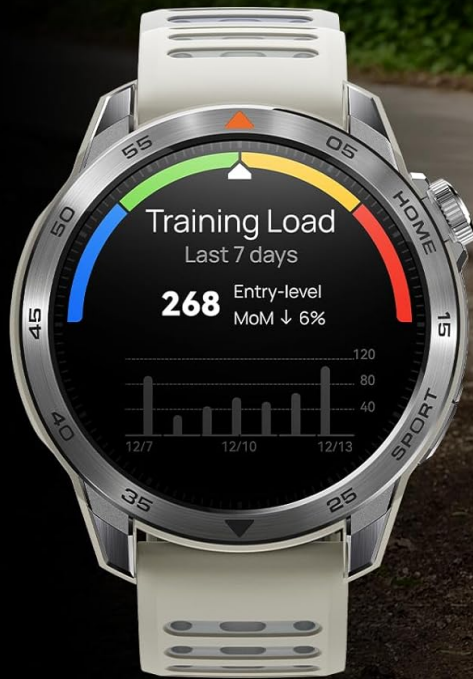 55
05
50
HOME
Training Load
Last 7 days
268
Entry-level
MoM ↓ 6%
45
15
120
80
40
12/7
12/10
12/13
40
SPORT
35
25